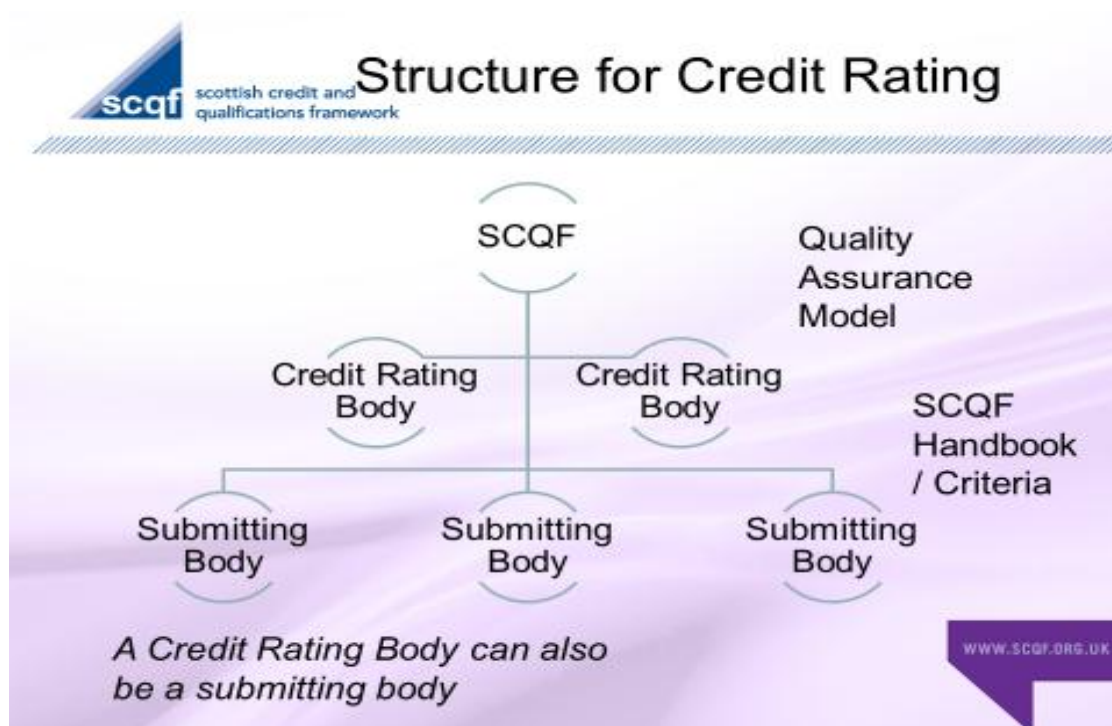 Structure for Credit Rating
scqf
scottish credit and
qualifications framework
SCQF
Quality
Assurance
Model
Credit Rating
Body
Credit Rating
Body
SCQF
Handbook
/ Criteria
Submitting
Body
Submitting
Body
Submitting
Body
A Credit Rating Body can also
be a submitting body
WWW.SCQF.ORG.UK